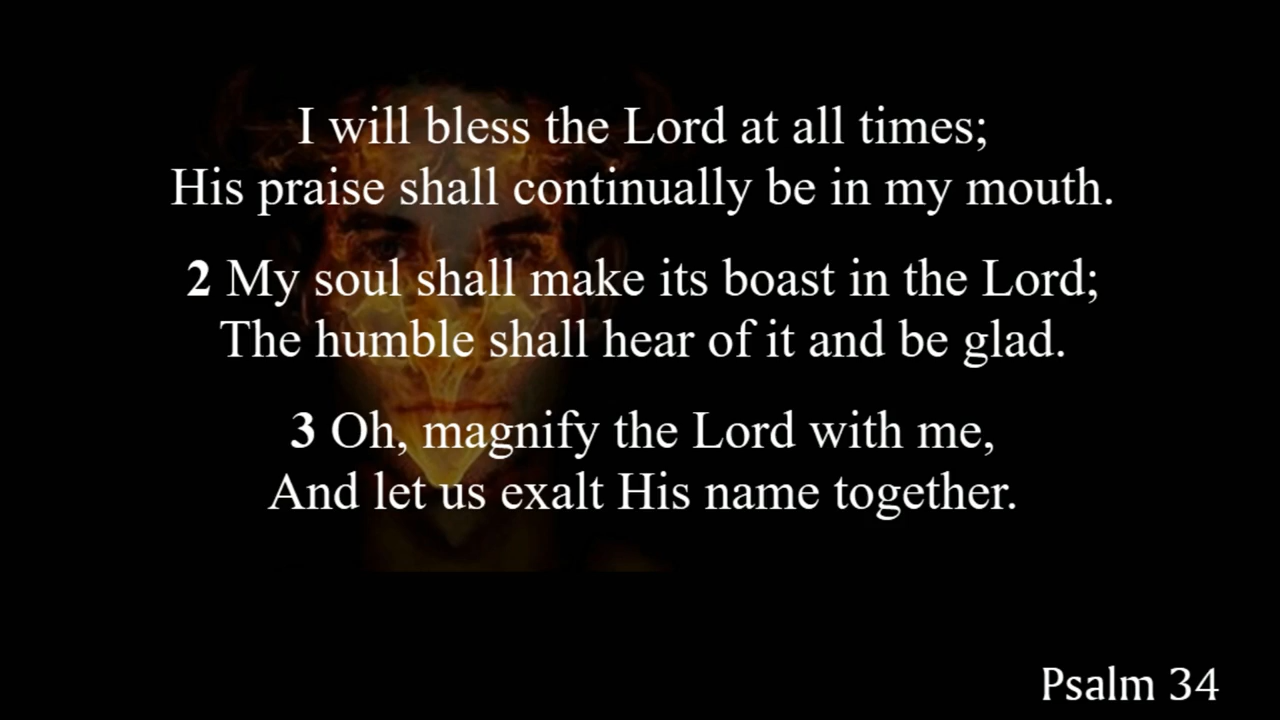 I will bless the Lord at all times;
His praise shall continually be in my mouth.
2 My soul shall make its boast in the Lord;
The humble shall hear of it and be glad.
3 Oh, magnify the Lord with me,
And let us exalt His name together.
Psalm 34